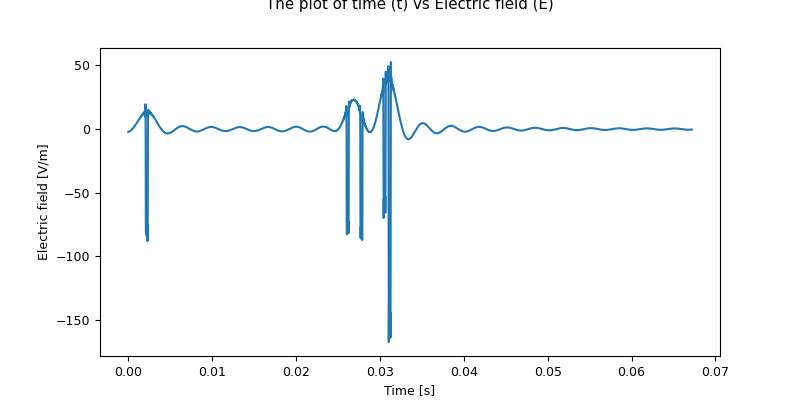 The plot of time (t) vs Electric field (E)
50
0
−50
−100
−150
Electric field [V/m]
0.00 0.01 0.02 0.03 0.04 0.05 0.06 0.07
Time [s]